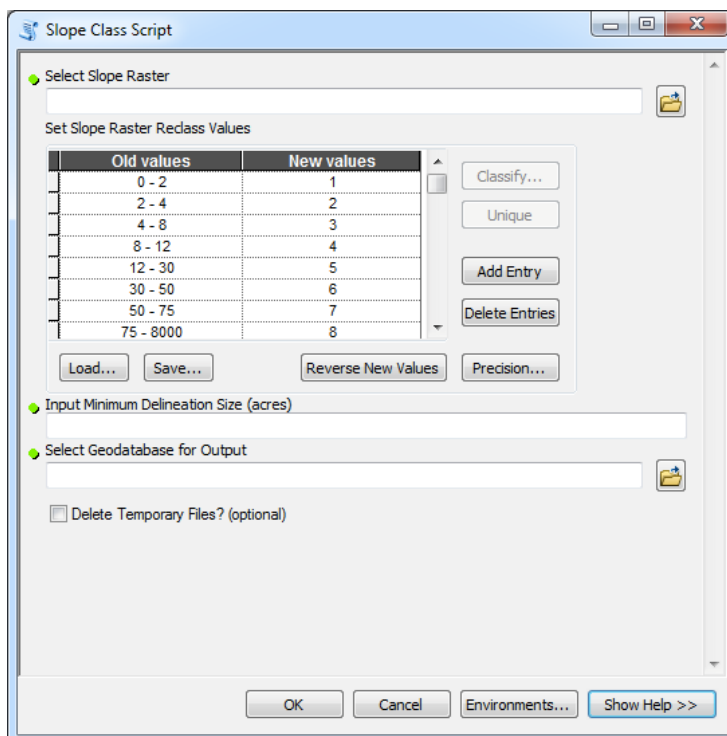 Slope Class Script
Select Slope Raster
Set Slope Raster Reclass Values
Old values New values
0 - 2 1
2 - 4 2
4 - 8 3
8 - 12 4
12 - 30 5
30 - 50 6
50 - 75 7
75 - 8000 8
Classify...
Unique
Add Entry
Delete Entries
Load... Save... Reverse New Values Precision...
Input Minimum Delineation Size (acres)
Select Geodatabase for Output
Delete Temporary Files? (optional)
OK Cancel Environments... Show Help >>